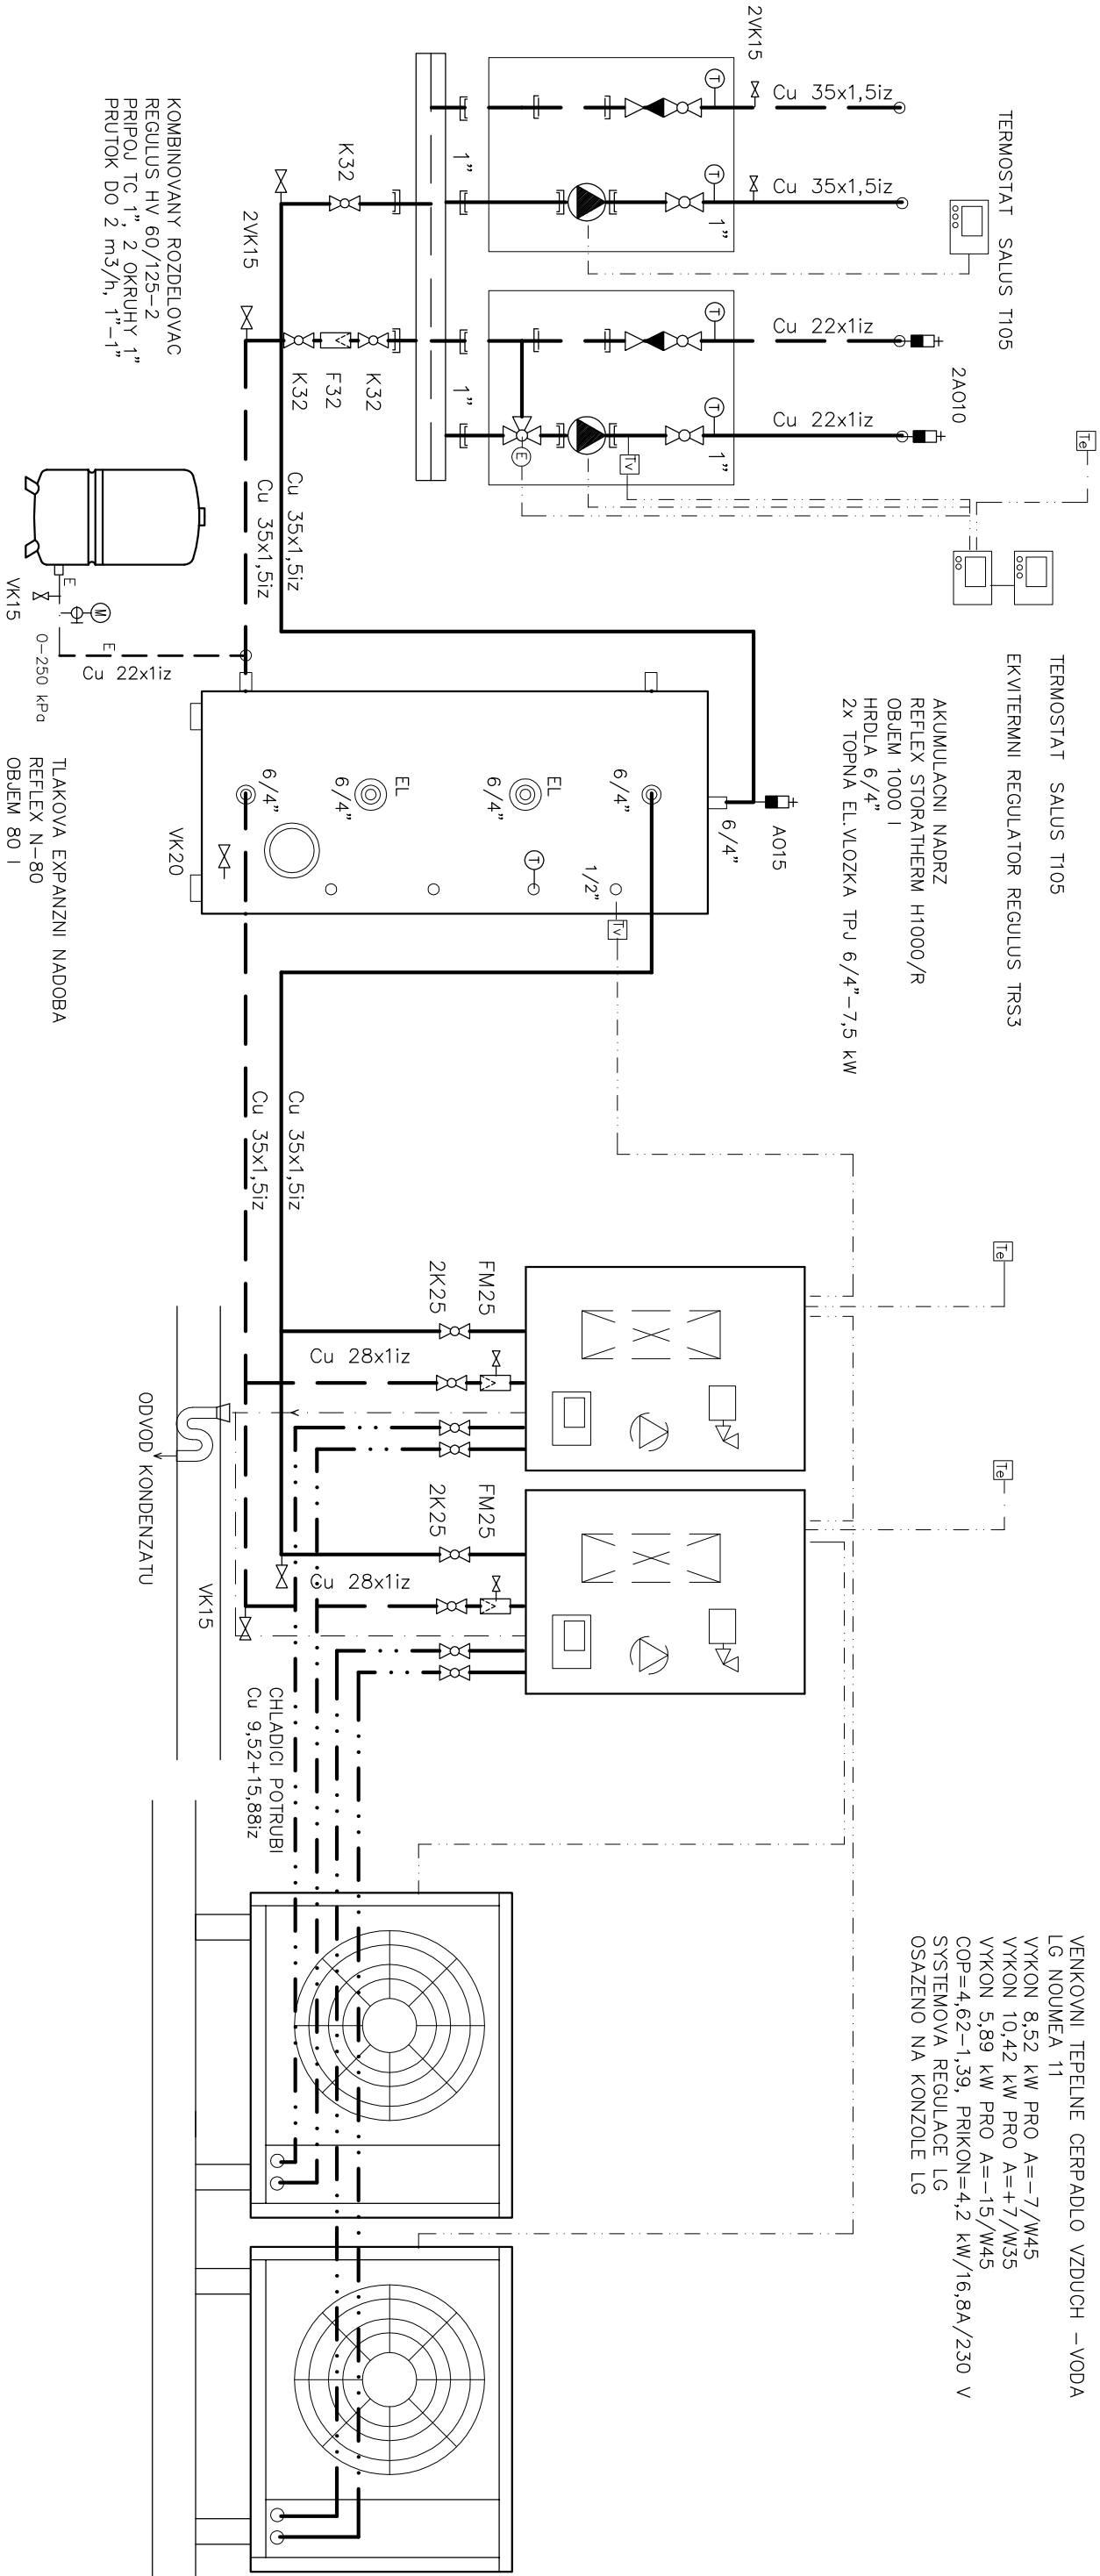 2VK15
Cu 35x1,5iz
Cu 35x1,5iz
T
T
1"
1"
TERMOSTAT SALUS T105
K32
2VK15
KOMBINOVANY ROZDELOVAC
REGULUS HV 60/125-2
PRIPOJ TC 1", 2 OKRUHY 1"
PRUTOK DO 2 m3/h, 1"-1"
Cu 22x1iz
Cu 22x1iz
2AO10
T
T
1"
1"
Tv
E
Te
K32
F32
K32
TERMOSTAT SALUS T105
EKVITERMNI REGULATOR REGULUS TRS3
Cu 35x1,5iz
Cu 35x1,5iz
E
VK15
M
0-250 kPa
E
Cu 22x1iz
TLAKOVA EXPANZNI NADOBA
REFLEX N-80
OBJEM 80 l
AKUMULACNI NADRZ
REFLEX STORATHERM H1000/R
OBJEM 1000 l
HRDLA 6/4"
2x TOPNA EL.VLOZKA TPJ 6/4"-7,5 kW
AO15
6/4"
6/4"
EL
6/4"
EL
6/4"
6/4"
T
1/2"
Tv
VK20
Cu 35x1,5iz
Cu 35x1,5iz
Te
FM25
2K25
Cu 28x1iz
Te
FM25
2K25
Cu 28x1iz
ODVOD KONDENZATU
VK15
CHLADICI POTRUBI
Cu 9,52+15,88iz
VENKOVNI TEPELNE CERPADLO VZDUCH -VODA
LG NOUMEA 11
VYKON 8,52 kW PRO A=-7/W45
VYKON 10,42 kW PRO A=+7/W35
VYKON 5,89 kW PRO A=-15/W45
COP=4,62-1,39, PRIKON=4,2 kW/16,8A/230 V
SYSTEMOVA REGULACE LG
OSAZENO NA KONZOLE LG